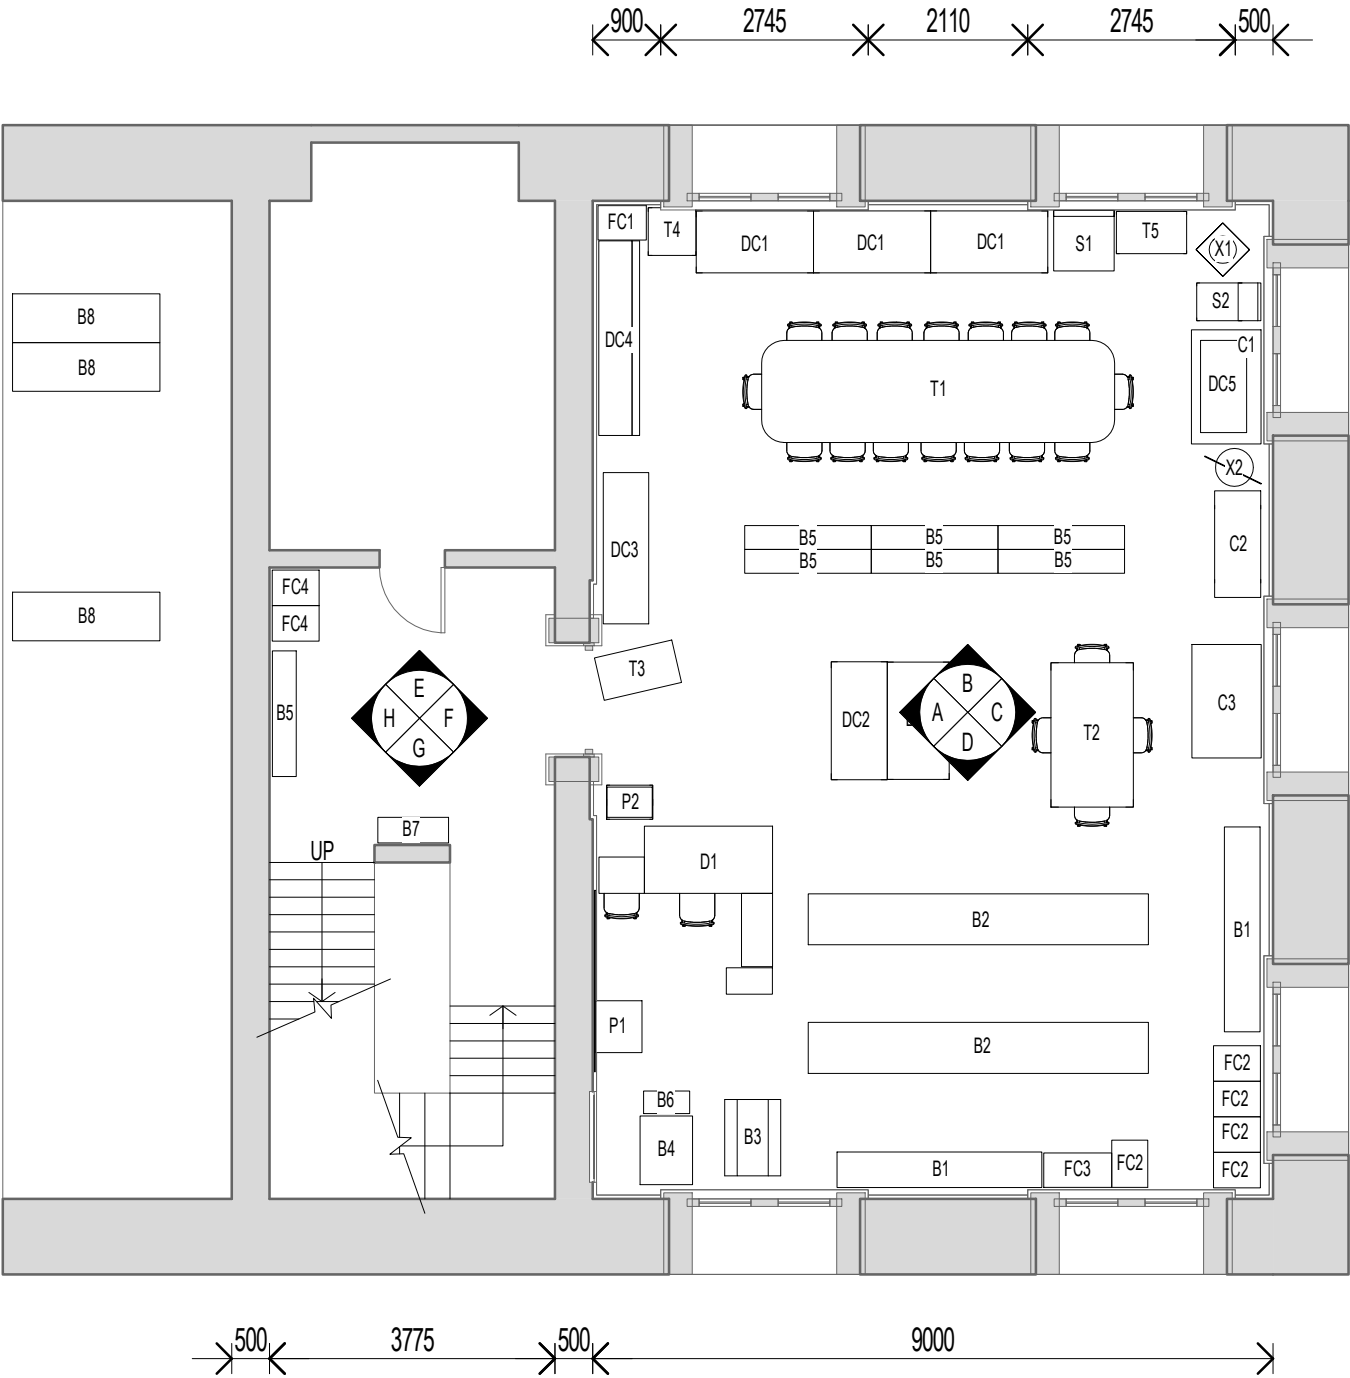 900 2745 2110 2745 500
FC1 T4 DC1 DC1 DC1 S1 T5 X1
S2
B8
B8
DC4 T1 C1
DC5
X2
DC3 B5 B5 B5 C2
B5 B5 B5
FC4
B8 FC4
T3 E B
B5 H F DC2 A C T2 C3
G D
P2
B7
UP D1
B2 B1
P1 B2
FC2
B6 FC2
B4 B3 FC2
B1 FC3 FC2 FC2
500 3775 500 9000